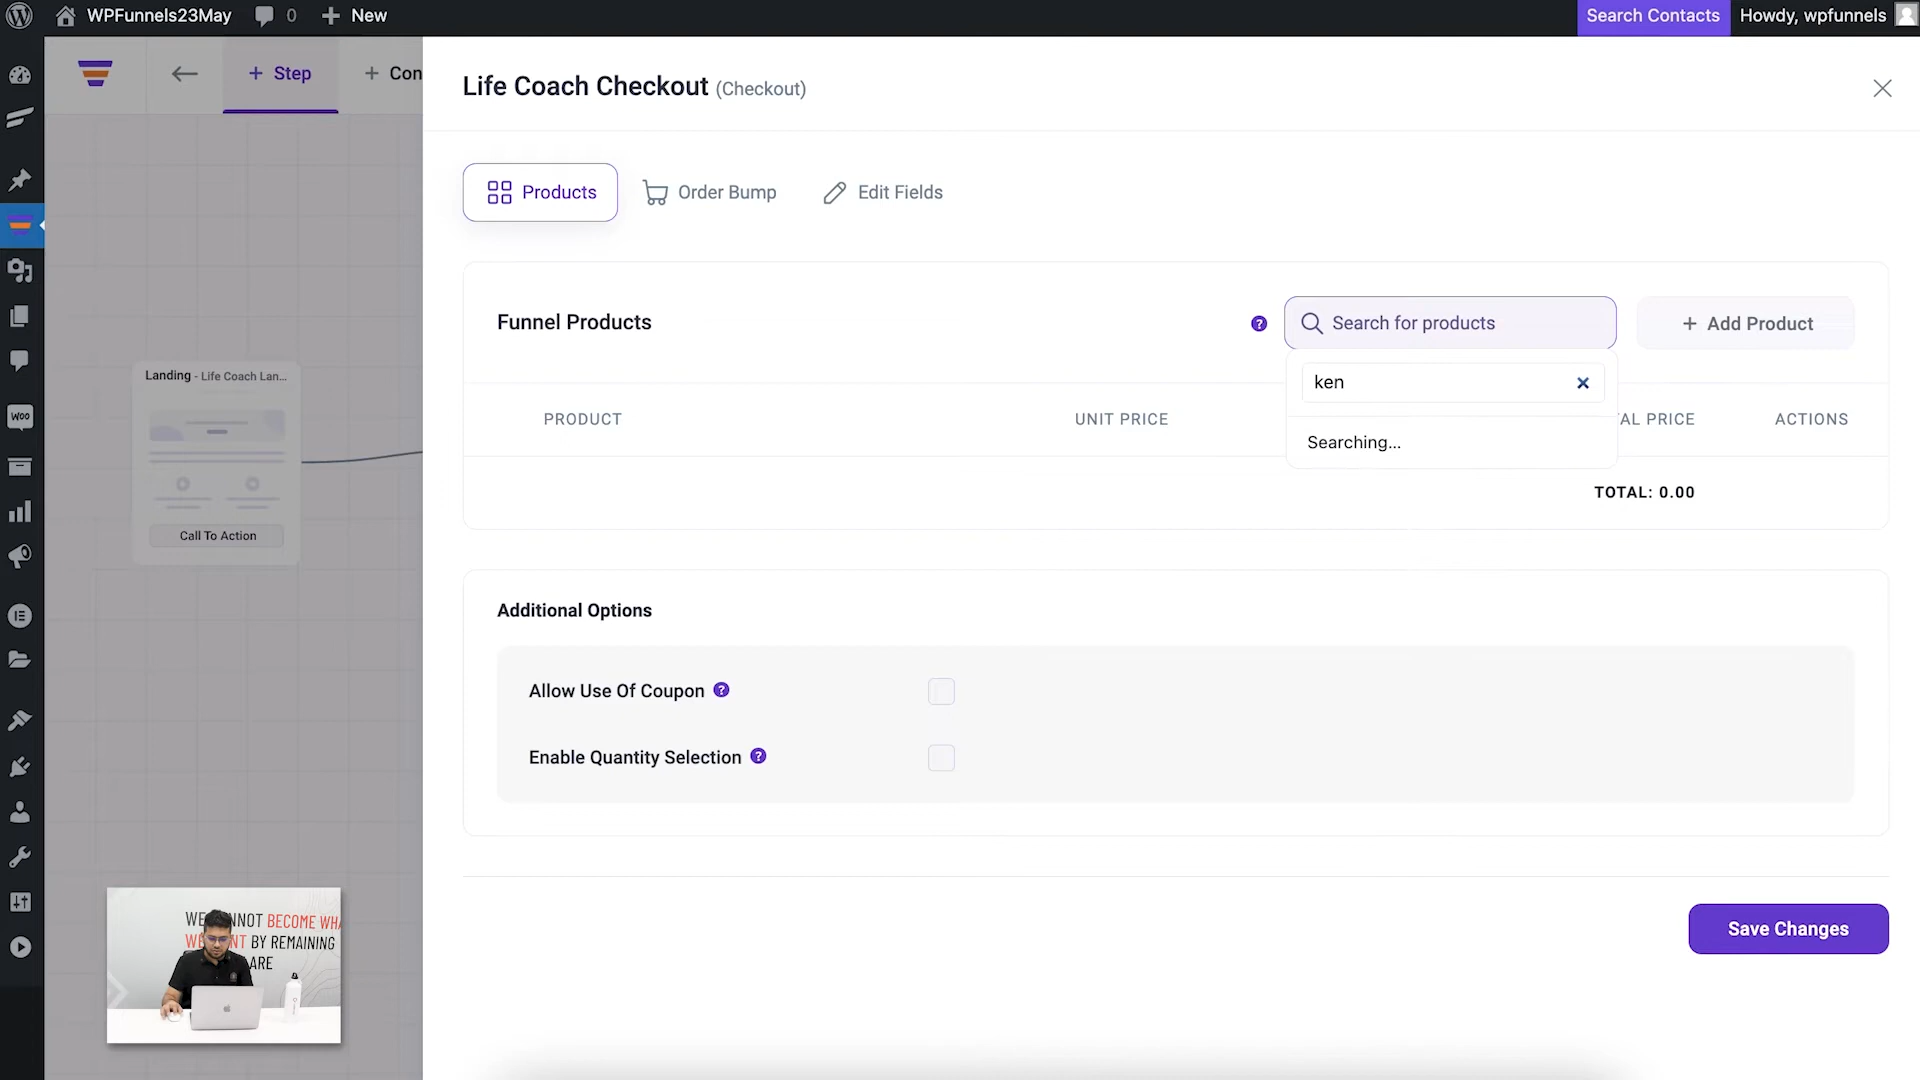 WPFunnels23May
0
New
Search Contacts
Howdy, wpfunnels
Step
Con
Life Coach Checkout (Checkout)
Products
Order Bump
Edit Fields
Funnel Products
?
Search for products
Add Product
ken
Searching...
PRODUCT
UNIT PRICE
AL PRICE
ACTIONS
TOTAL: 0.00
Landing - Life Coach Lan...
Call To Action
WOO
Additional Options
Allow Use Of Coupon ?
Enable Quantity Selection ?
Save Changes
BECOME WHA
BY REMAINING
ARE